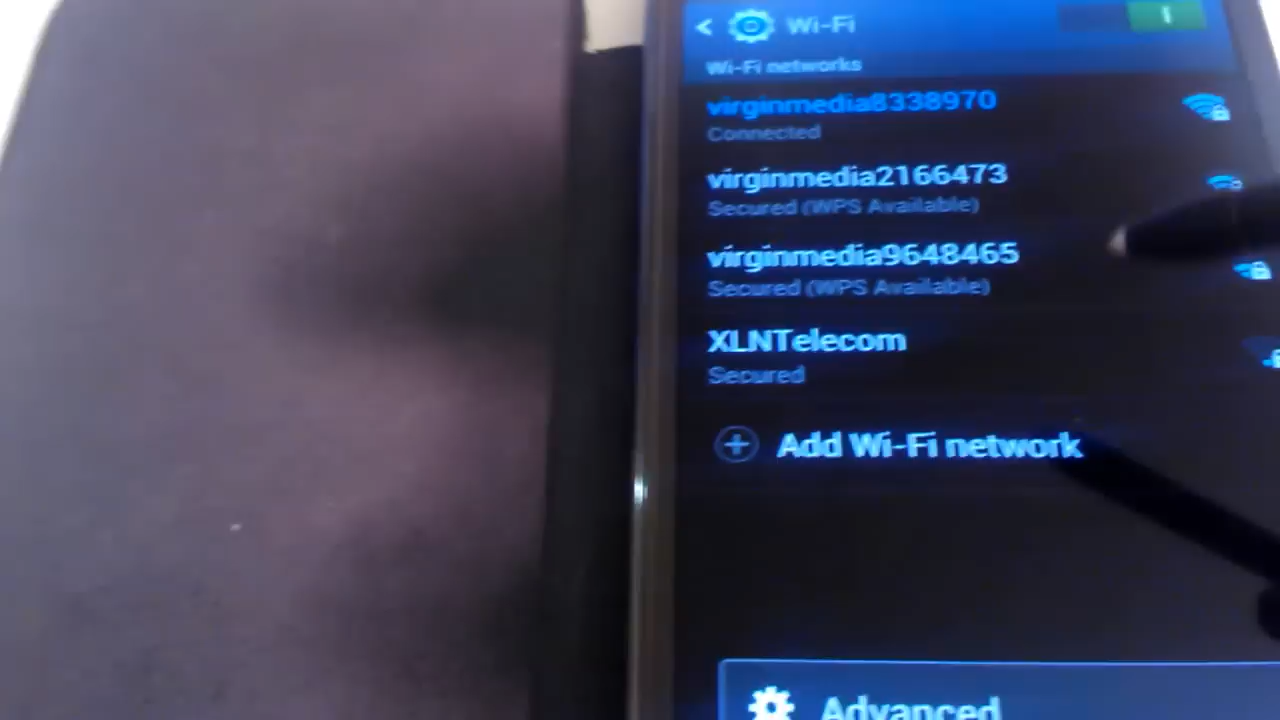 Wi-Fi
Wi-Fi networks
virginmedia8338970
Connected
virginmedia2166473
Secured (WPS Available)
virginmedia9648465
Secured (WPS Available)
XLNTelecom
Secured
Add Wi-Fi network
Advanced